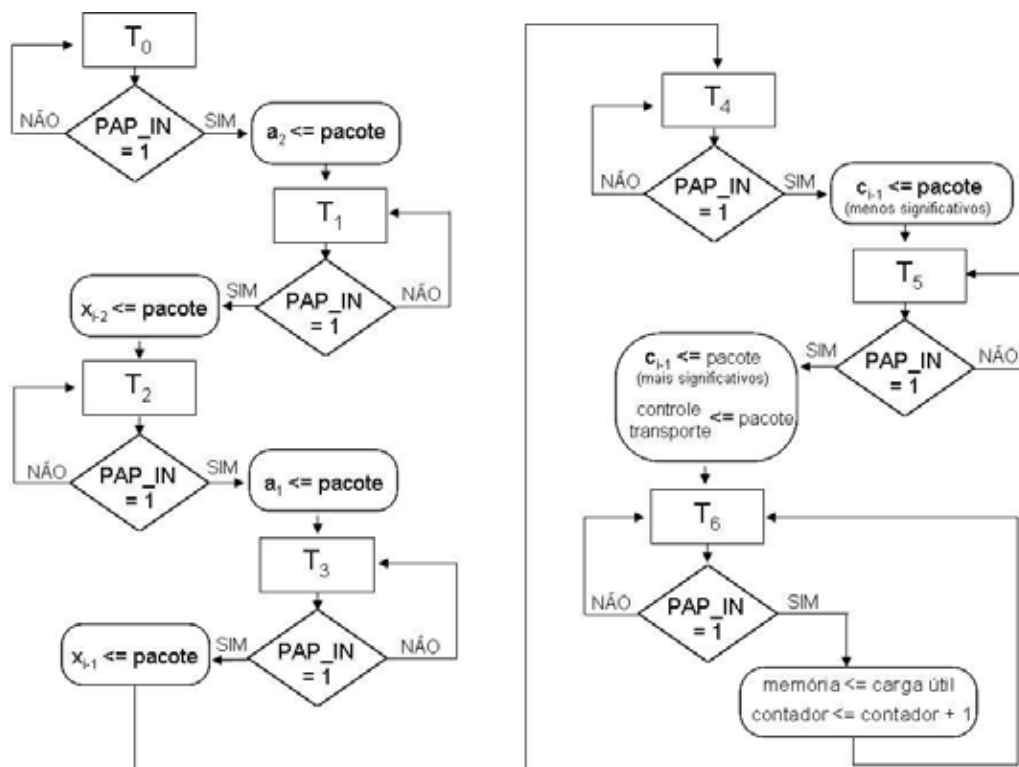 T0
PAP_IN
= 1
NÃO
SIM
a2 <= pacote
T1
PAP_IN
= 1
SIM
NÃO
xi-2 <= pacote
T2
PAP_IN
= 1
NÃO
SIM
a1 <= pacote
T3
PAP_IN
= 1
SIM
NÃO
xi-1 <= pacote
T4
PAP_IN
= 1
NÃO
SIM
ci-1 <= pacote
(menos significativos)
T5
PAP_IN
= 1
SIM
NÃO
ci-1 <= pacote
(mais significativos)
controle
transporte <= pacote
T6
PAP_IN
= 1
NÃO
SIM
memória <= carga útil
contador <= contador + 1